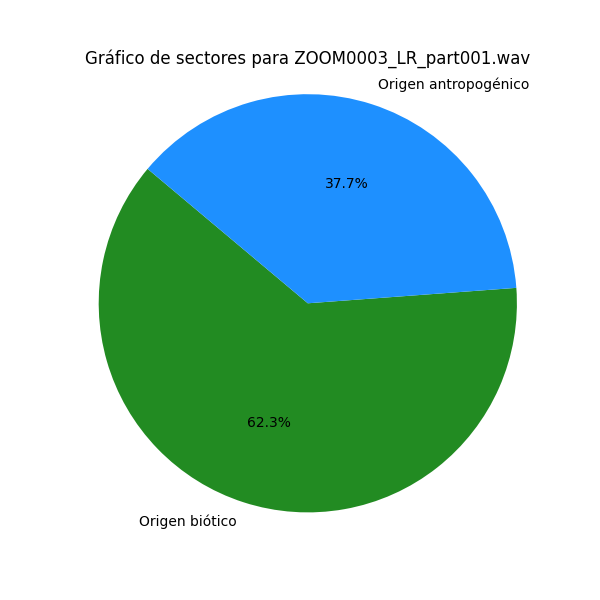 Gráfico de sectores para ZOOM0003_LR_part001.wav
Origen antropogénico
37.7%
62.3%
Origen biótico